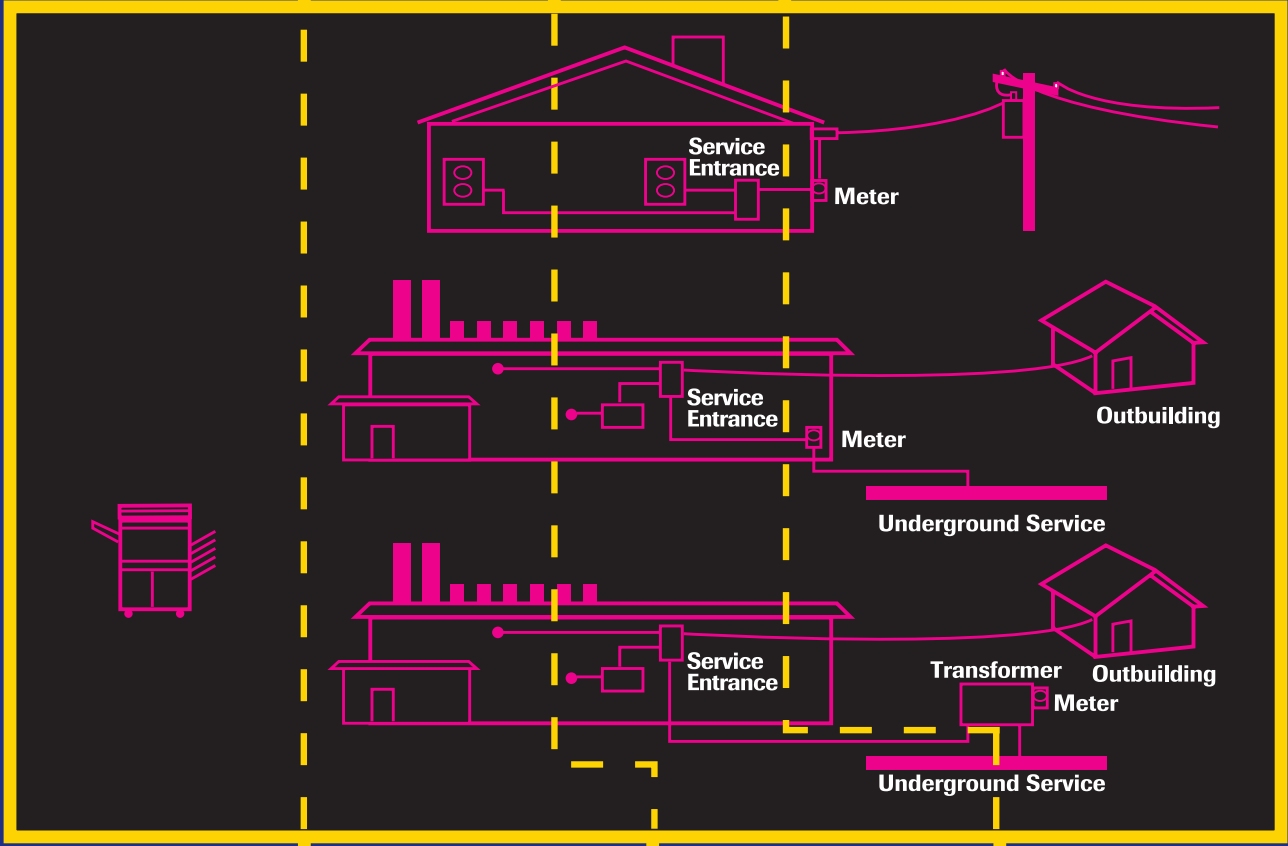 Service
Entrance
Meter
Outbuilding
Service
Entrance
Meter
Underground Service
Service
Entrance
Transformer
Outbuilding
Meter
Underground Service